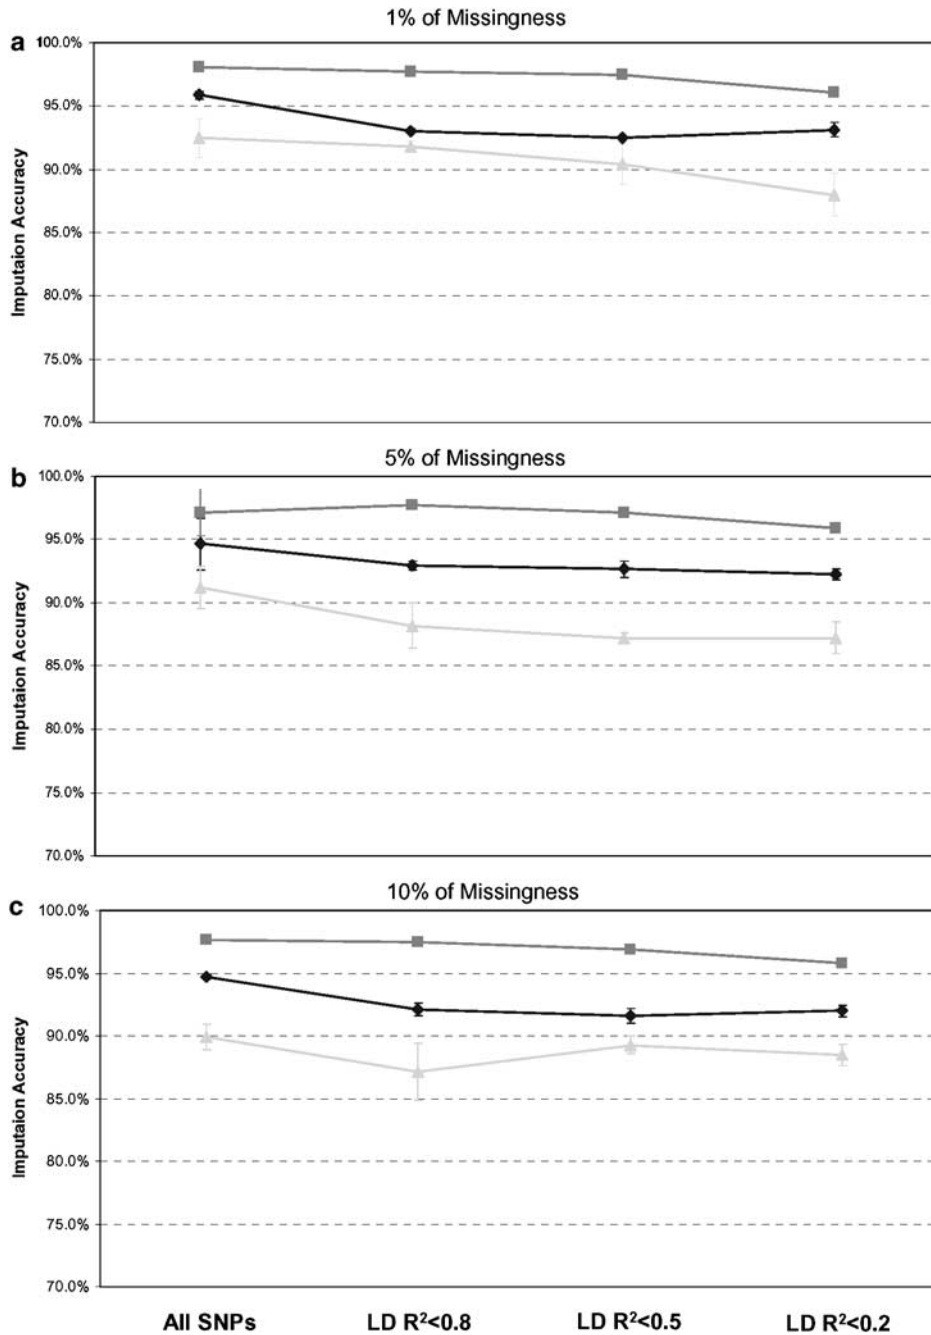 1% of Missingness
a
100.0%
95.0%
90.0%
85.0%
80.0%
75.0%
70.0%
Imputaion Accuracy
5% of Missingness
b
100.0%
95.0%
90.0%
85.0%
80.0%
75.0%
70.0%
Imputaion Accuracy
10% of Missingness
c
100.0%
95.0%
90.0%
85.0%
80.0%
75.0%
70.0%
Imputaion Accuracy
All SNPs LD R²<0.8 LD R²<0.5 LD R²<0.2